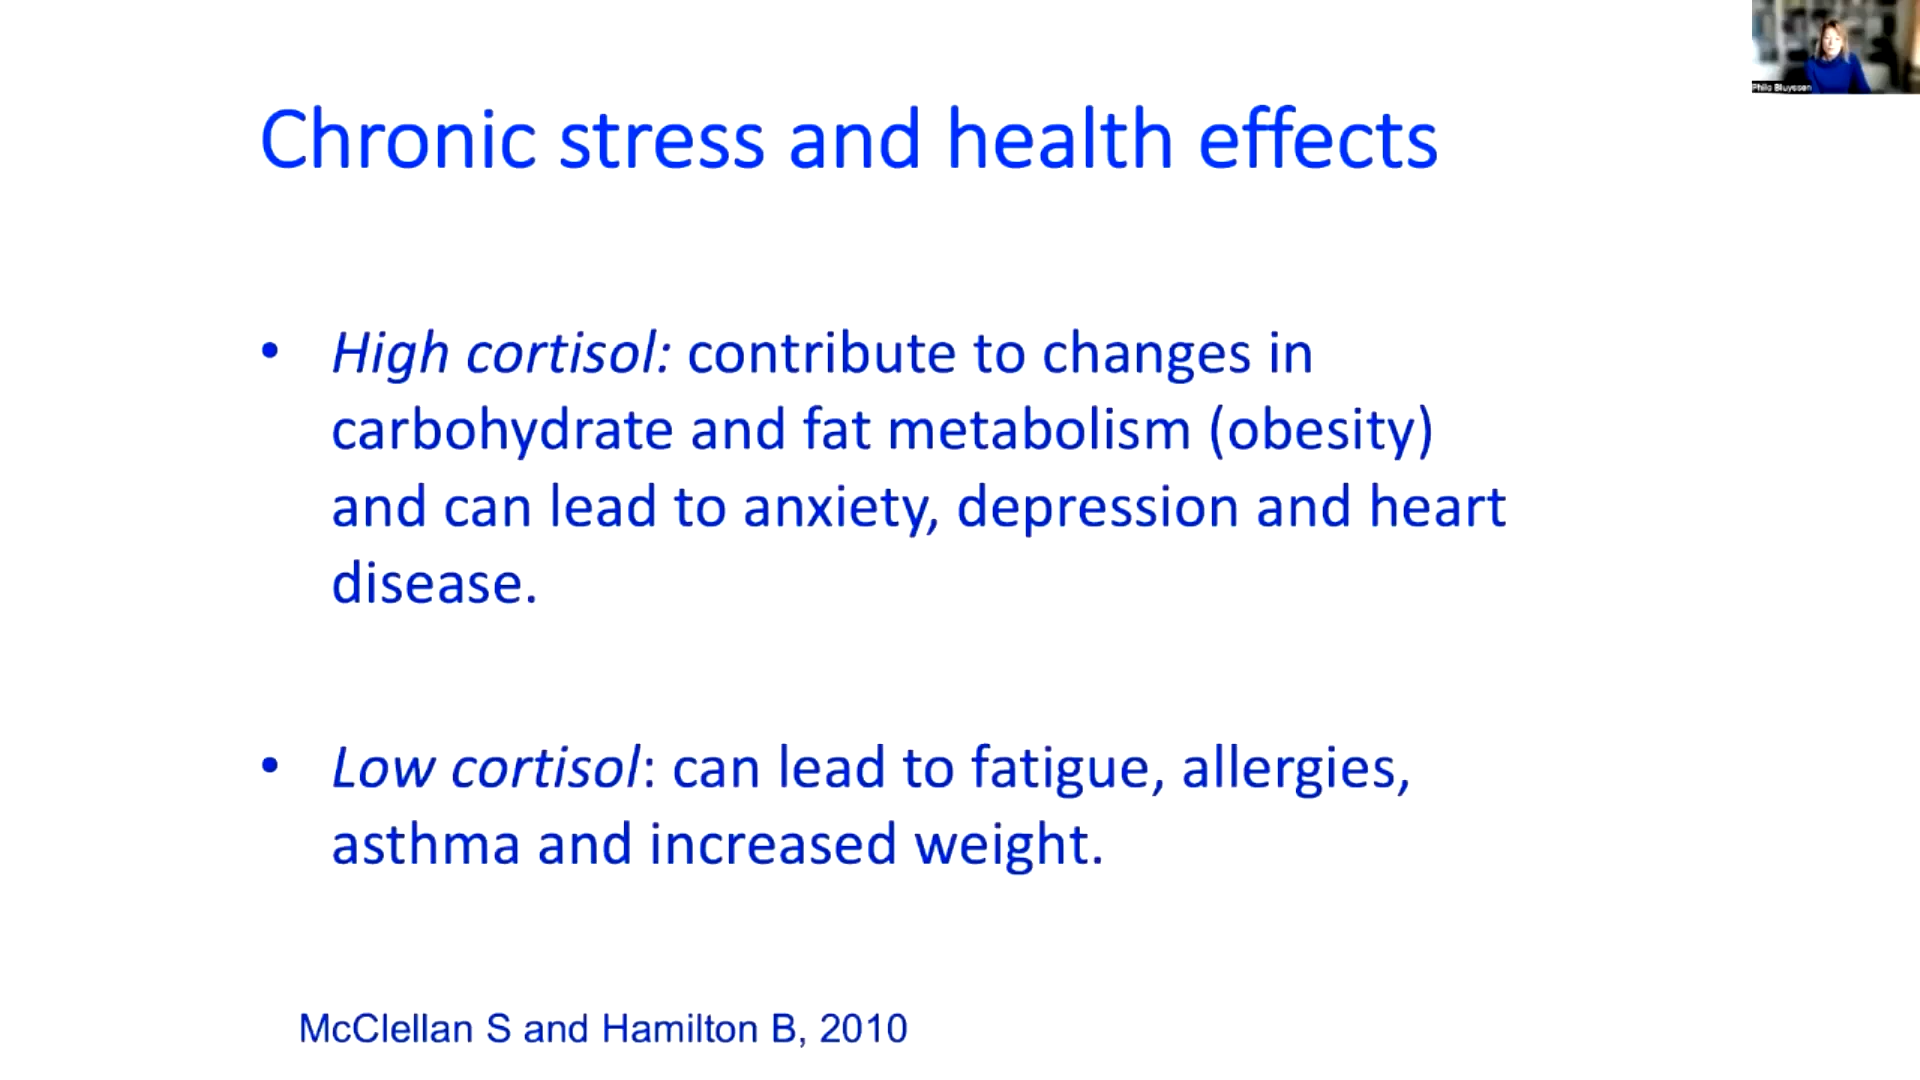 Philo Bluyssen
Chronic stress and health effects
• High cortisol: contribute to changes in
carbohydrate and fat metabolism (obesity)
and can lead to anxiety, depression and heart
disease.
• Low cortisol: can lead to fatigue, allergies,
asthma and increased weight.
McClellan S and Hamilton B, 2010